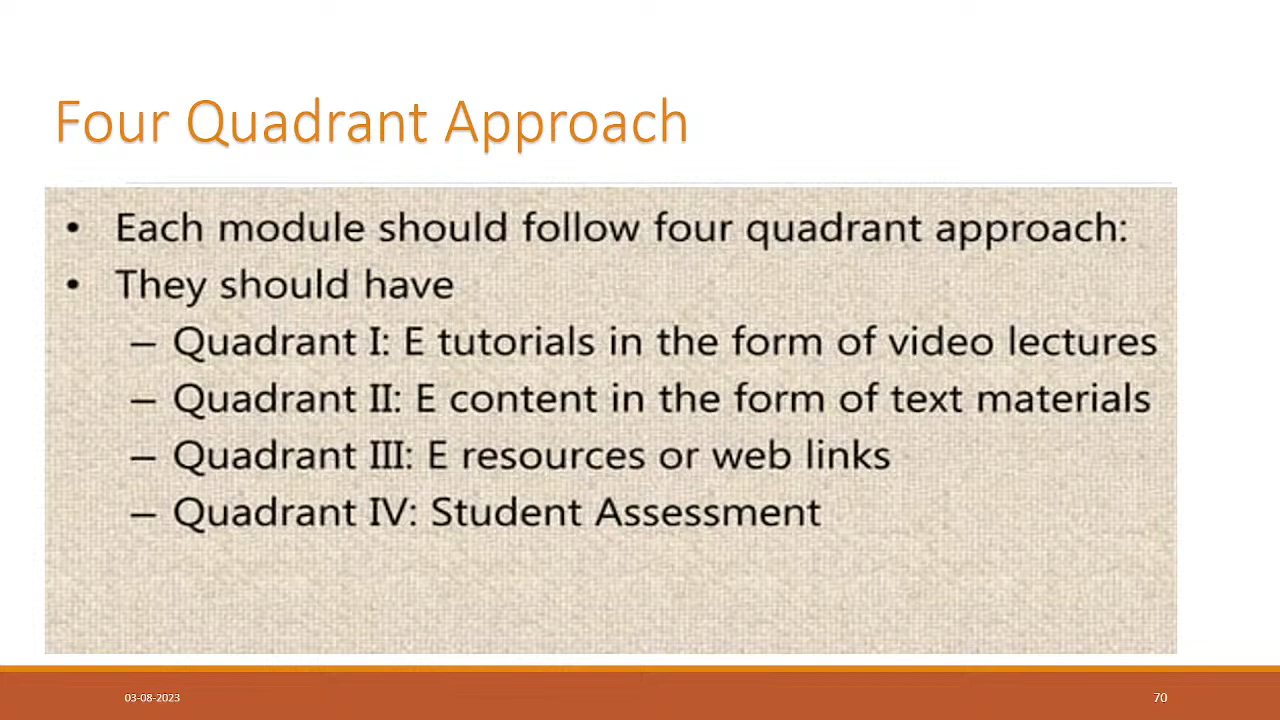 Four Quadrant Approach
• Each module should follow four quadrant approach:
• They should have
– Quadrant I: E tutorials in the form of video lectures
– Quadrant II: E content in the form of text materials
– Quadrant III: E resources or web links
– Quadrant IV: Student Assessment
03-08-2023
70